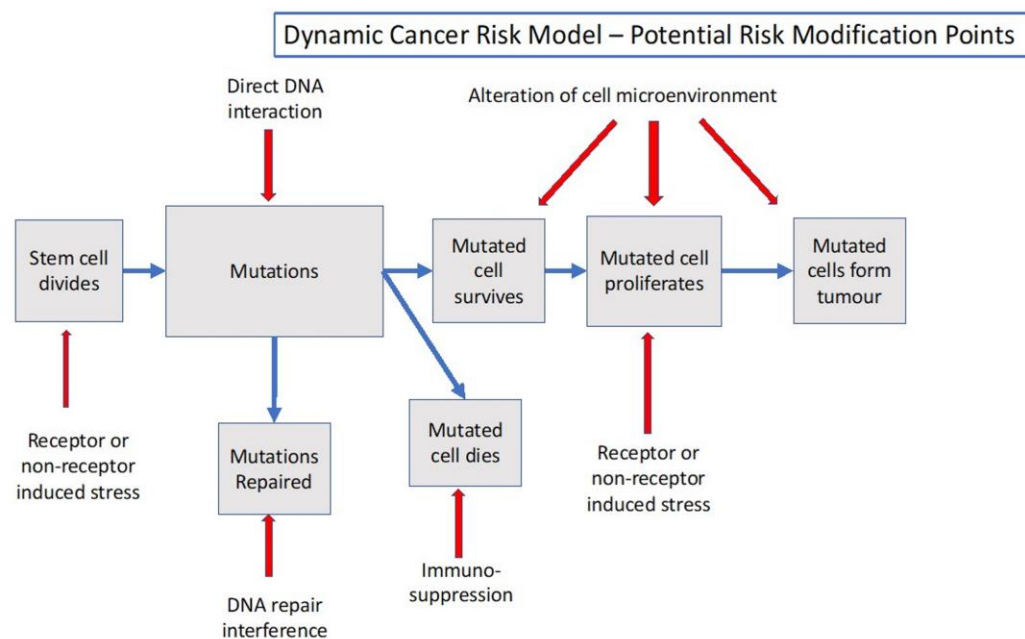 Dynamic Cancer Risk Model – Potential Risk Modification Points
Direct DNA
interaction
Alteration of cell microenvironment
Stem cell
divides
Mutations
Mutated
cell
survives
Mutated cell
proliferates
Mutated
cells form
tumour
Receptor or
non-receptor
induced stress
Mutations
Repaired
Mutated
cell dies
Receptor or
non-receptor
induced stress
DNA repair
interference
Immuno-
suppression